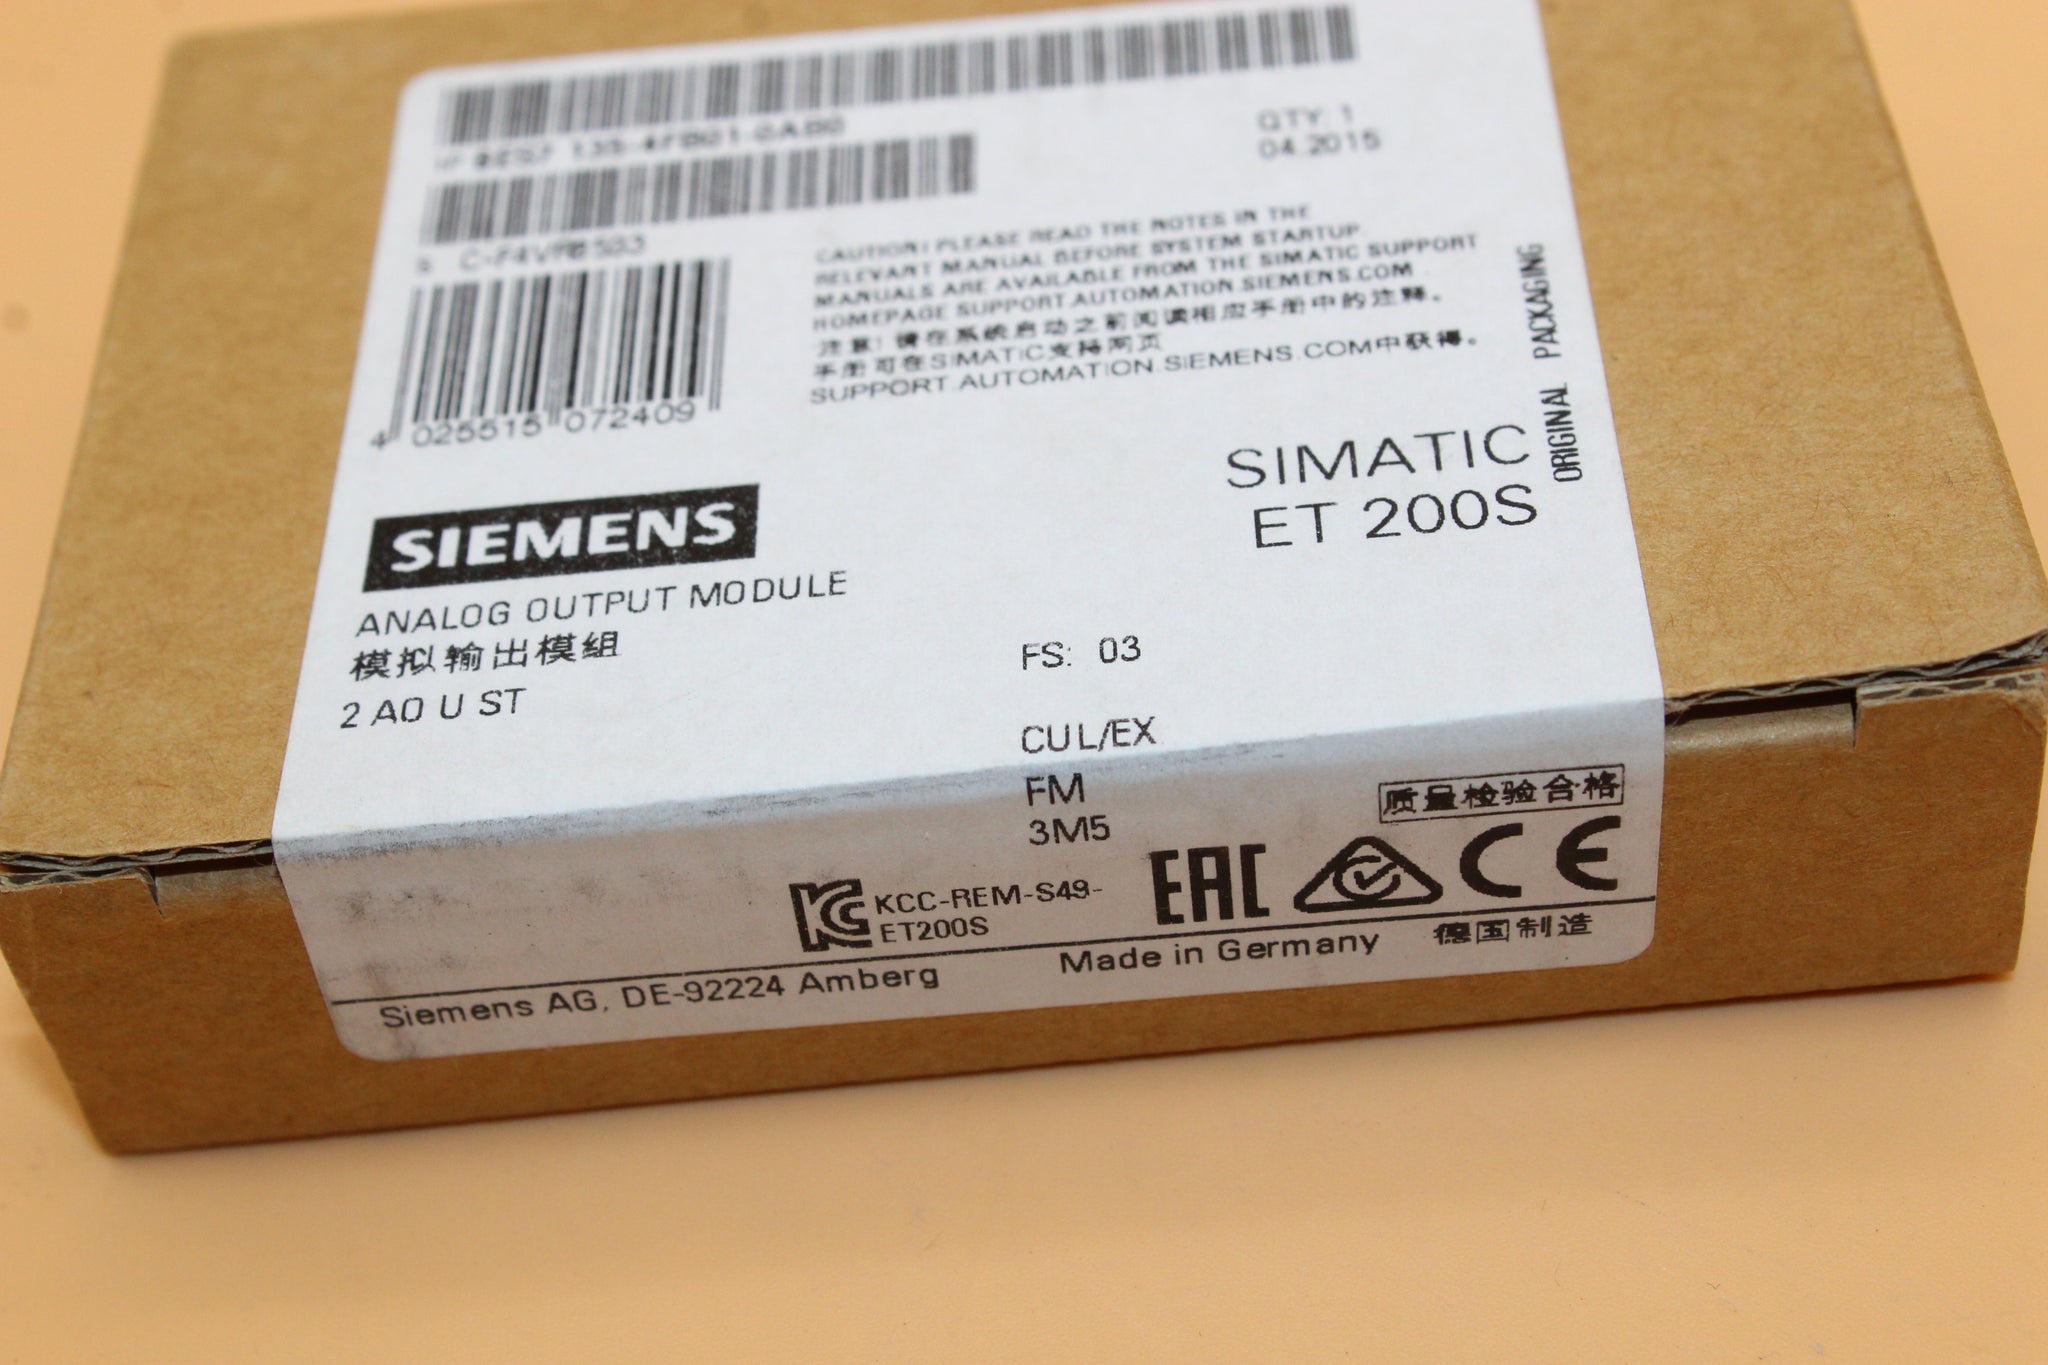 135-4FB01-0AB0
QTY: 1
04.2015
CAUTION! PLEASE READ THE NOTES IN THE
RELEVANT MANUAL BEFORE SYSTEM STARTUP
MANUALS ARE AVAILABLE FROM THE SIMATIC SUPPORT
HOMEPAGE SUPPORT.AUTOMATION.SIEMENS.COM
注意! 请在系统启动之前阅读相应手册中的注释。
手册可在SIMATIC支持网页
SUPPORT.AUTOMATION.SIEMENS.COM中获得。
4 025515 072409
ORIGINAL PACKAGING
SIMATIC
ET 200S
SIEMENS
ANALOG OUTPUT MODULE
模拟输出模组
2 AO U ST
FS: 03
CUL/EX
FM
3M5
质量检验合格
KCC-REM-S49-
ET200S
EAC
CE
Siemens AG, DE-92224 Amberg
Made in Germany
德国制造